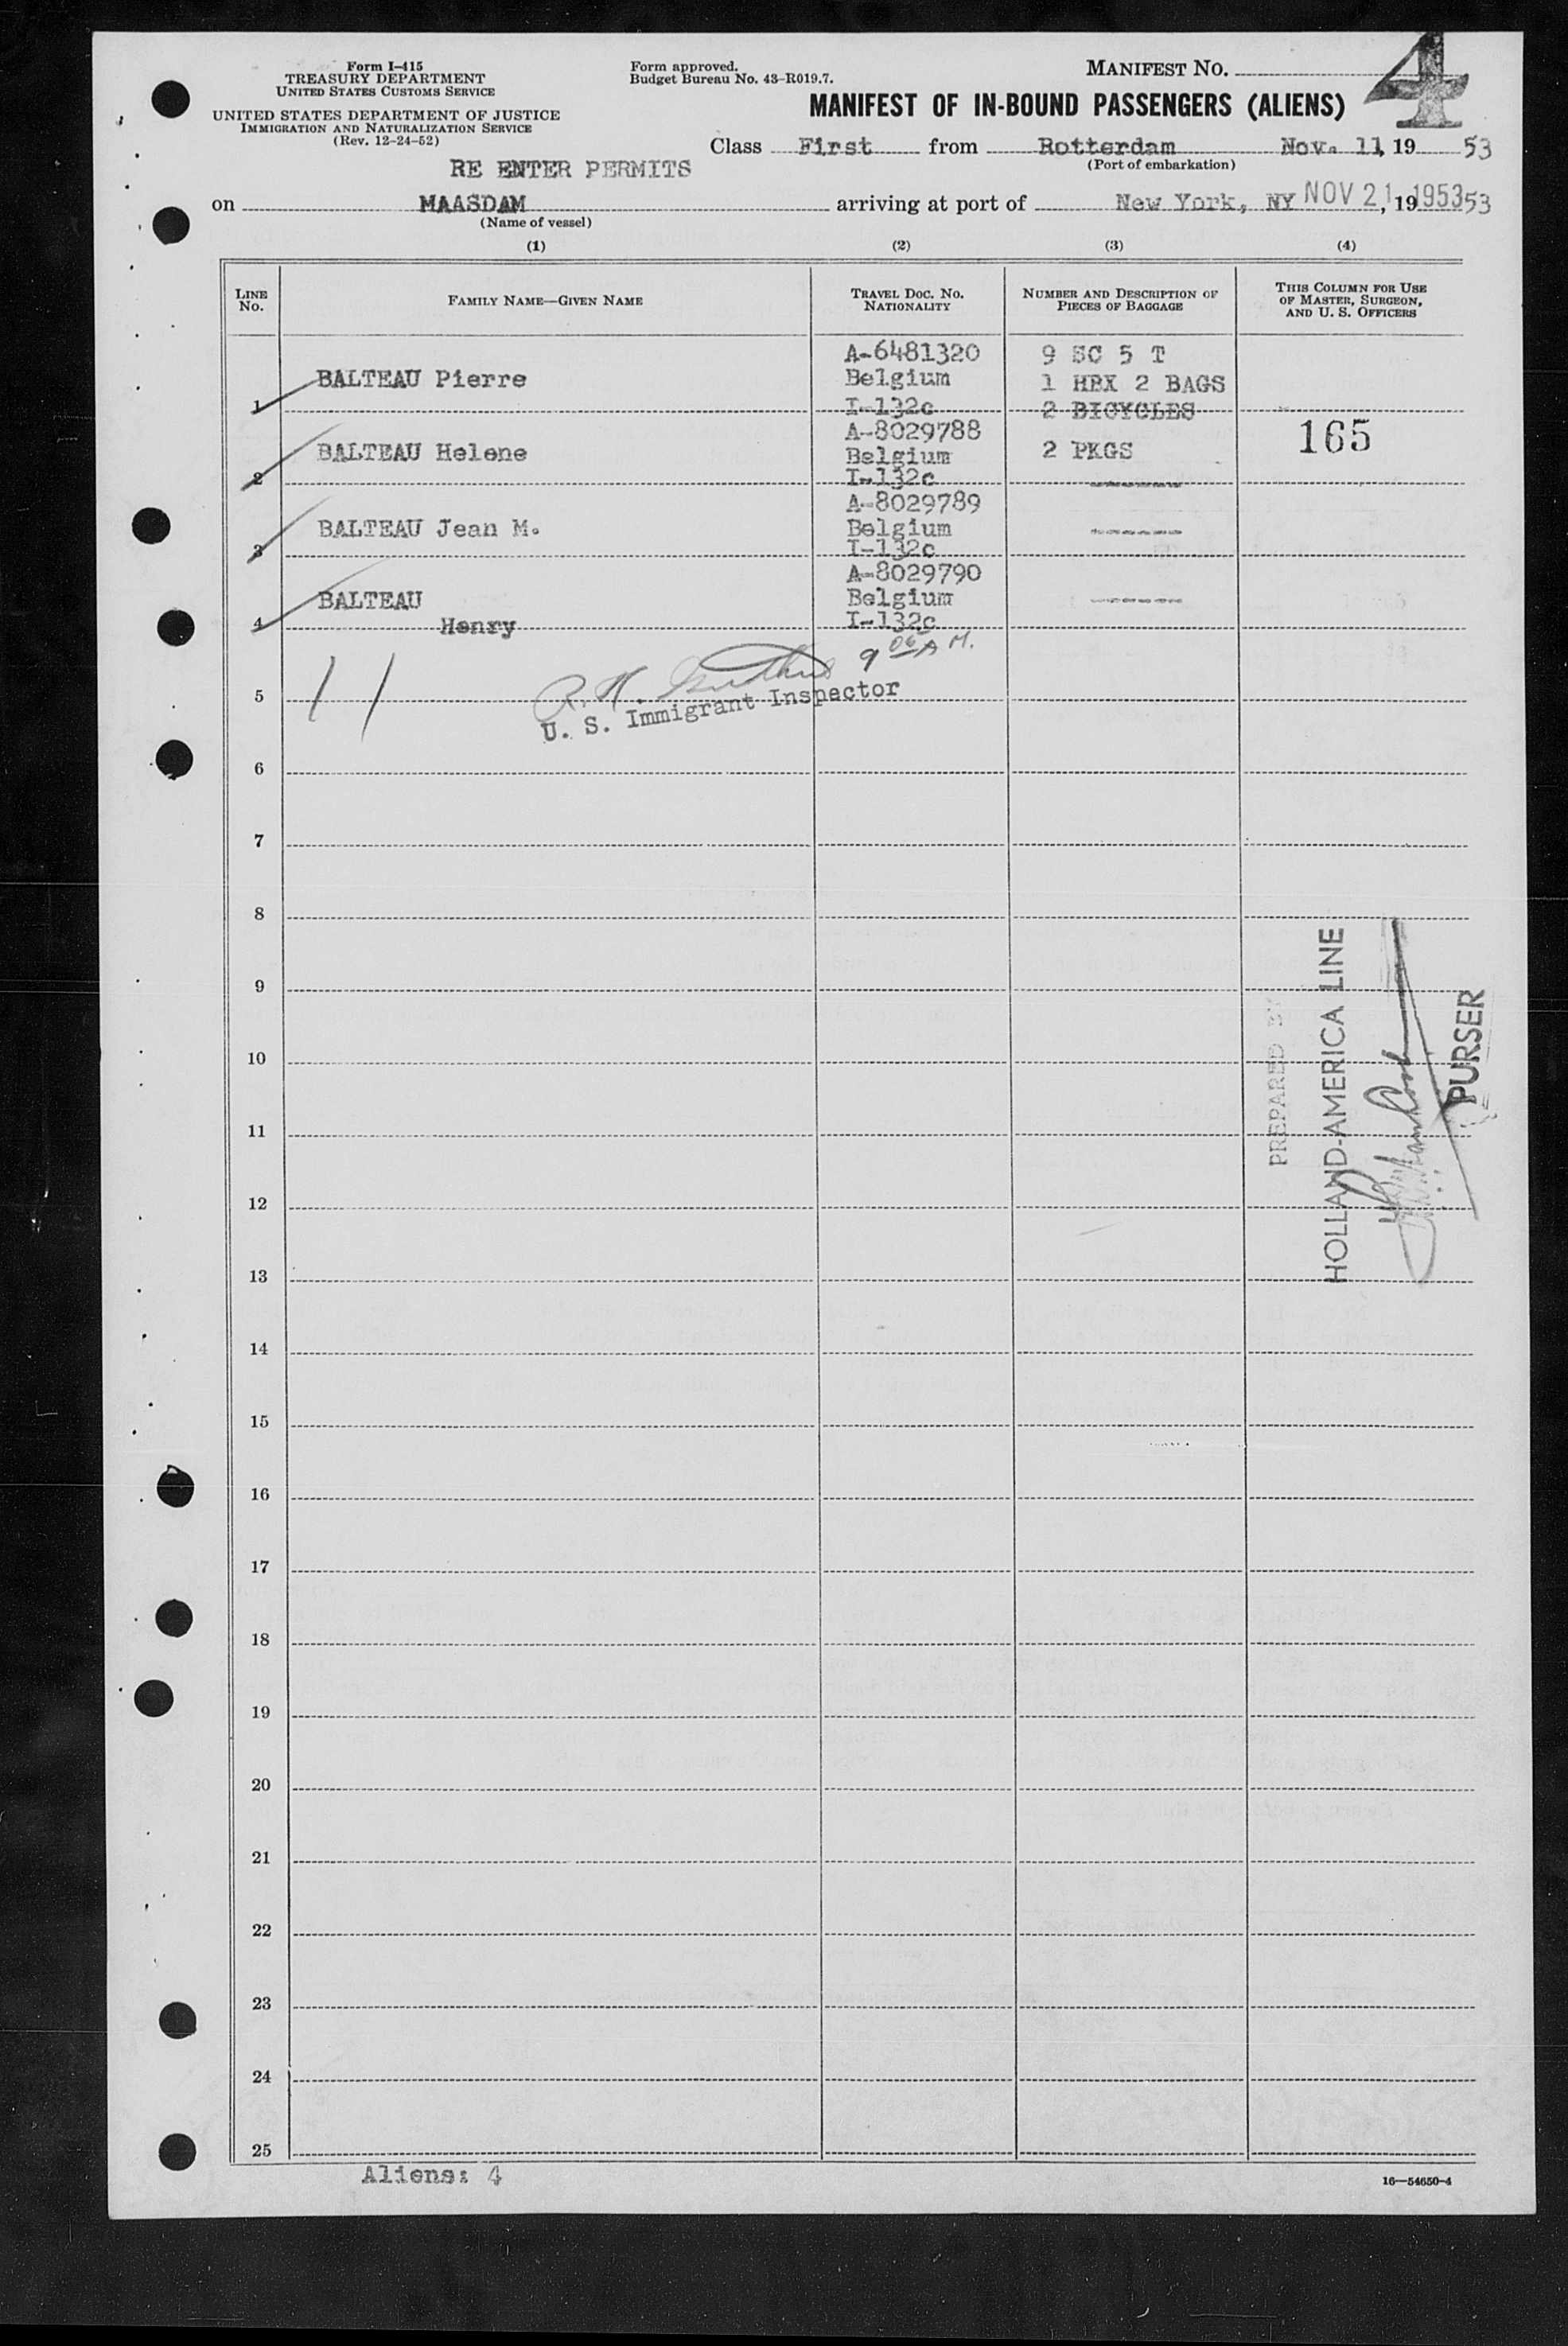 Form I-415
TREASURY DEPARTMENT
UNITED STATES CUSTOMS SERVICE
UNITED STATES DEPARTMENT OF JUSTICE
IMMIGRATION AND NATURALIZATION SERVICE
(Rev. 12-24-52)
Form approved.
Budget Bureau No. 43-R019.7.
MANIFEST NO. 4
MANIFEST OF IN-BOUND PASSENGERS (ALIENS)
Class First from Rotterdam Nov. 11, 19 53
(Port of embarkation)
RE ENTER PERMITS
on MAASDAM arriving at port of New York, NY NOV 21, 19 1953 53
(Name of vessel)
(1) (2) (3) (4)
LINE NO. FAMILY NAME—GIVEN NAME TRAVEL DOC. NO. NATIONALITY NUMBER AND DESCRIPTION OF PIECES OF BAGGAGE THIS COLUMN FOR USE OF MASTER, SURGEON, AND U. S. OFFICERS
A-6481320 9 SC 5 T
BALTEAU Pierre Belgium 1 HBX 2 BAGS
1 I-132c 2 BICYCLES
A-8029788 165
BALTEAU Helene Belgium 2 PKGS
2 I-132c -----
A-8029789
BALTEAU Jean M. Belgium -----
3 I-132c
A-8029790
BALTEAU Belgium -----
4 Henry I-132c
9 05 A M.
5 R. H.
U. S. Immigrant Inspector
6
7
8
9
10
11
12
13
14
15
16
17
18
19
20
21
22
23
24
25
PREPARED BY
HOLLAND-AMERICA LINE
PURSER
Aliens: 4
16—54650-4